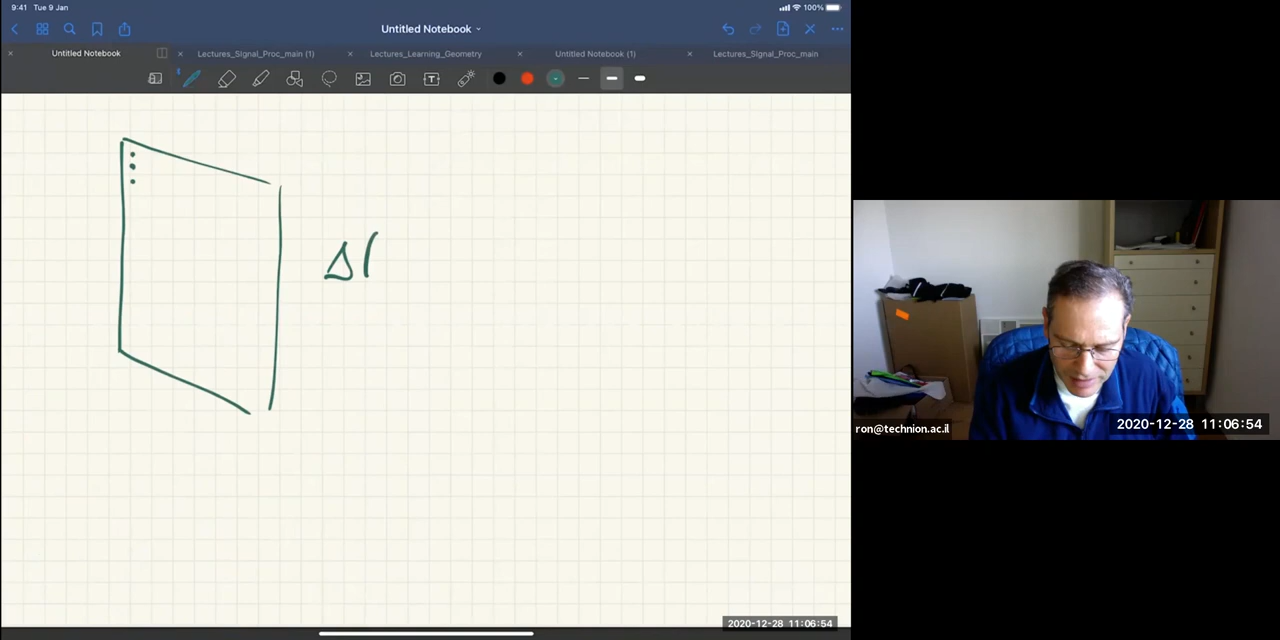 9:41 Tue 9 Jan
100%
Untitled Notebook
Untitled Notebook
Lectures_Signal_Proc_main (1)
Lectures_Learning_Geometry
Untitled Notebook (1)
Lectures_SIgnal_Proc_main
T
Δ
ron@technion.ac.il
2020-12-28 11:06:54
2020-12-28 11:06:54